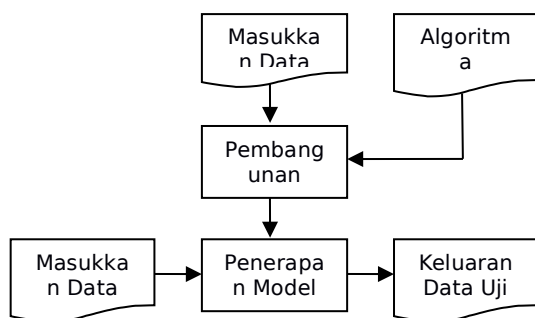 Masukka
n Data
Algoritm
a
Pembang
unan
Masukka
n Data
Penerapa
n Model
Keluaran
Data Uji